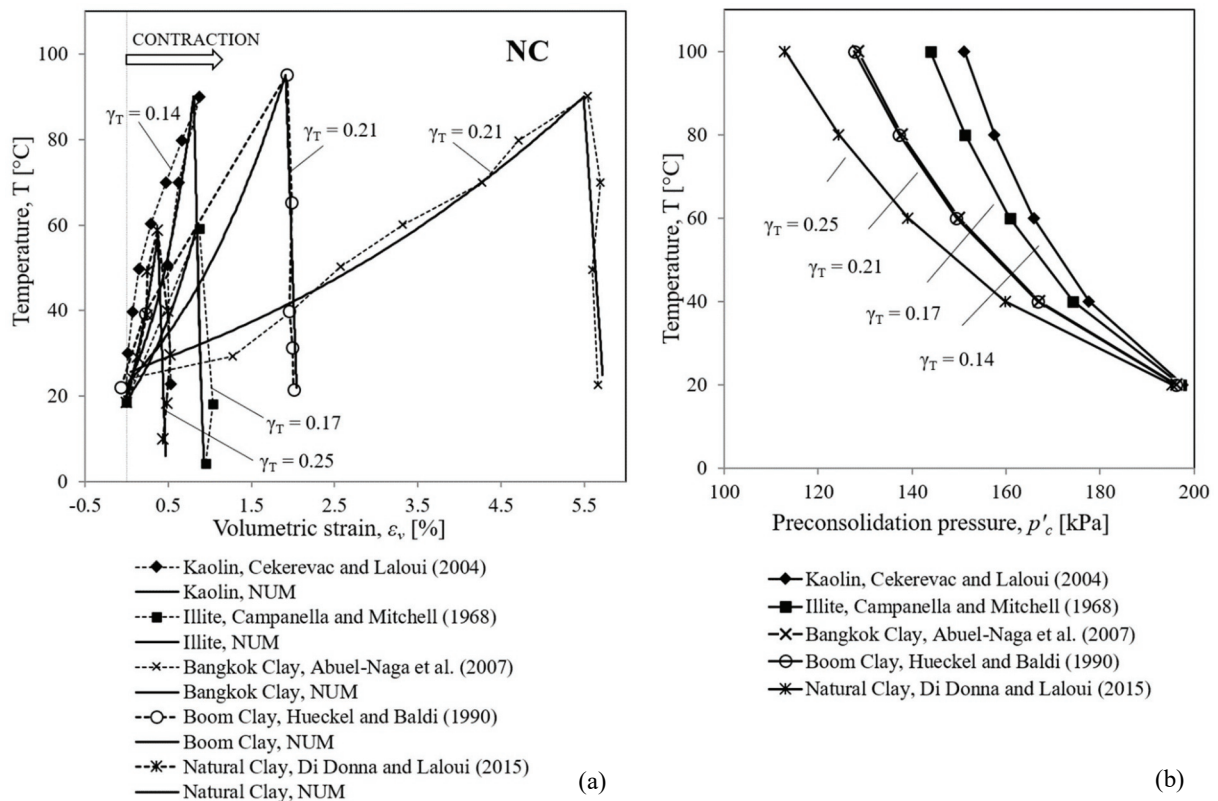 CONTRACTION
NC
100
80
60
40
20
0
Temperature, T [°C]
γT = 0.14
γT = 0.21
γT = 0.21
γT = 0.17
γT = 0.25
-0.5
0.5
1.5
2.5
3.5
4.5
5.5
Volumetric strain, εv [%]
Kaolin, Cekerevac and Laloui (2004)
Kaolin, NUM
Illite, Campanella and Mitchell (1968)
Illite, NUM
Bangkok Clay, Abuel-Naga et al. (2007)
Bangkok Clay, NUM
Boom Clay, Hueckel and Baldi (1990)
Boom Clay, NUM
Natural Clay, Di Donna and Laloui (2015)
Natural Clay, NUM
(a)
100
80
60
40
20
0
Temperature, T [°C]
γT = 0.25
γT = 0.21
γT = 0.17
γT = 0.14
100
120
140
160
180
200
Preconsolidation pressure, p'c [kPa]
Kaolin, Cekerevac and Laloui (2004)
Illite, Campanella and Mitchell (1968)
Bangkok Clay, Abuel-Naga et al. (2007)
Boom Clay, Hueckel and Baldi (1990)
Natural Clay, Di Donna and Laloui (2015)
(b)